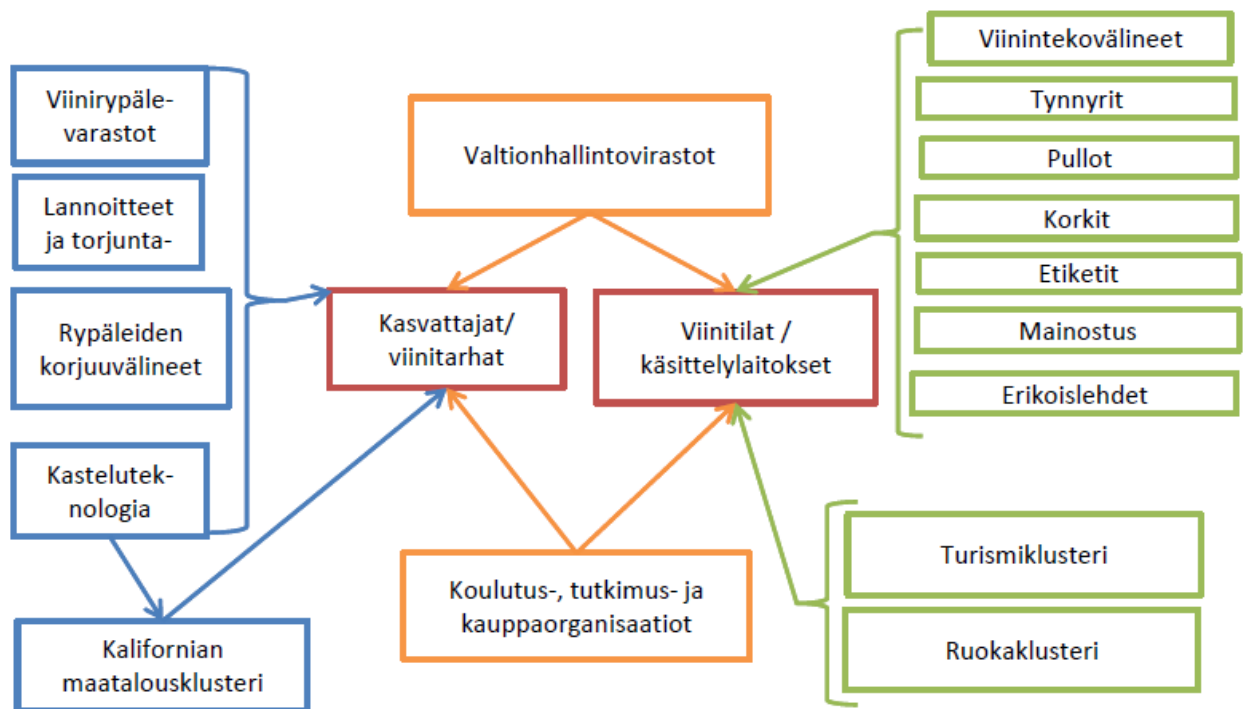 Viinirypäle-
varastot
Lannoitteet
ja torjunta-
Rypäleiden
korjuuvälineet
Kastelutek-
nologia
Kalifornian
maatalousklusteri
Valtionhallintovirastot
Kasvattajat/
viinitarhat
Viinitilat /
käsittelylaitokset
Koulutus-, tutkimus- ja
kauppaorganisaatiot
Viinintekovälineet
Tynnyrit
Pullot
Korkit
Etiketit
Mainostus
Erikoislehdet
Turismiklusteri
Ruokaklusteri